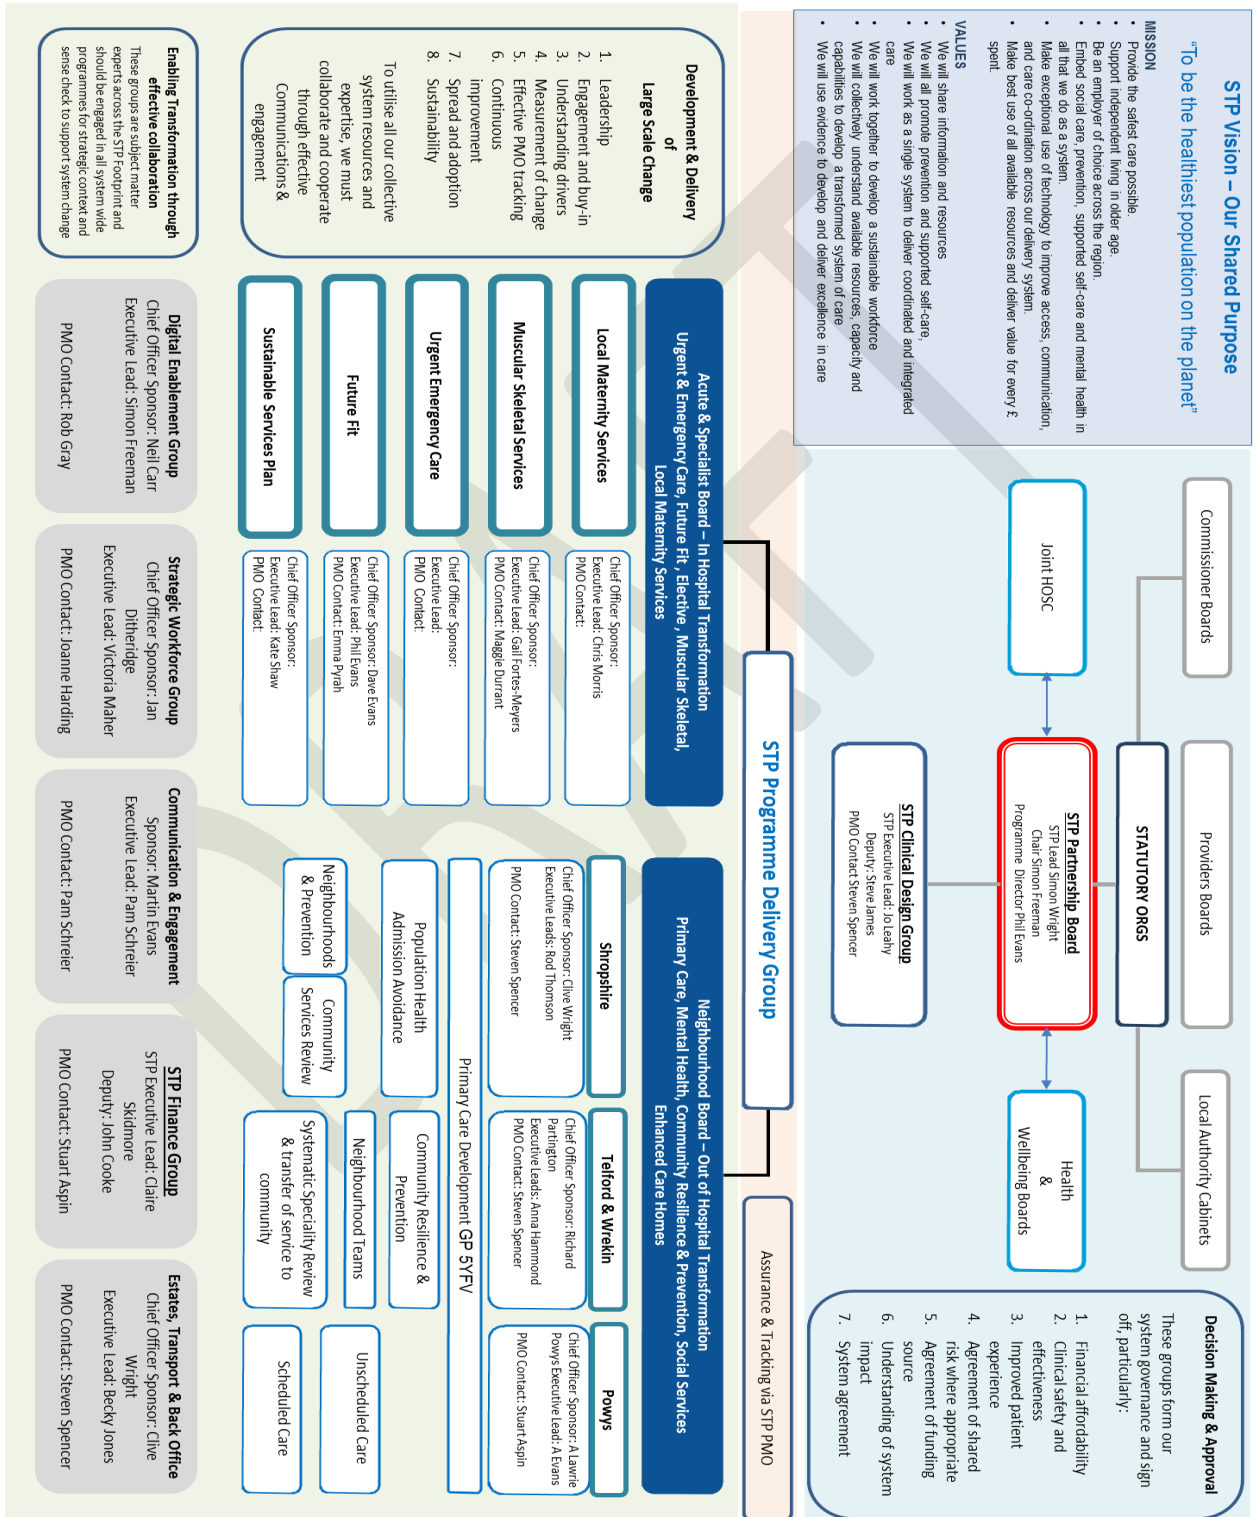 STP Vision – Our Shared Purpose
“To be the healthiest population on the planet”
MISSION
• Provide the safest care possible.
• Support independent living in older age.
• Be an employer of choice across the region.
• Embed social care, prevention, supported self-care and mental health in
all that we do as a system.
• Make exceptional use of technology to improve access, communication,
and care co-ordination across our delivery system.
• Make best use of all available resources and deliver value for every £
spent.
VALUES
• We will share information and resources
• We will all promote prevention and supported self-care,
• We will work as a single system to deliver coordinated and integrated
care
• We will work together to develop a sustainable workforce
• We will collectively understand available resources, capacity and
capabilities to develop a transformed system of care
• We will use evidence to develop and deliver excellence in care
Commissioner Boards
Providers Boards
Local Authority Cabinets
STATUTORY ORGS
Joint HOSC
STP Partnership Board
STP Lead Simon Wright
Chair Simon Freeman
Programme Director Phil Evans
Health
&
Wellbeing Boards
STP Clinical Design Group
STP Executive Lead: Jo Leahy
Deputy: Steve James
PMO Contact Steven Spencer
Decision Making & Approval
These groups form our
system governance and sign
off, particularly:
1. Financial affordability
2. Clinical safety and
effectiveness
3. Improved patient
experience
4. Agreement of shared
risk where appropriate
5. Agreement of funding
source
6. Understanding of system
impact
7. System agreement
STP Programme Delivery Group
Assurance & Tracking via STP PMO
Development & Delivery
of
Large Scale Change
1. Leadership
2. Engagement and buy-in
3. Understanding drivers
4. Measurement of change
5. Effective PMO tracking
6. Continuous
improvement
7. Spread and adoption
8. Sustainability
To utilise all our collective
system resources and
expertise, we must
collaborate and cooperate
through effective
Communications &
engagement
Acute & Specialist Board – In Hospital Transformation
Urgent & Emergency Care, Future Fit , Elective , Muscular Skeletal,
Local Maternity Services
Local Maternity Services
Chief Officer Sponsor:
Executive Lead: Chris Morris
PMO Contact:
Muscular Skeletal Services
Chief Officer Sponsor:
Executive Lead: Gail Fortes-Meyers
PMO Contact: Maggie Durrant
Urgent Emergency Care
Chief Officer Sponsor:
Executive Lead:
PMO Contact:
Future Fit
Chief Officer Sponsor: Dave Evans
Executive Lead: Phil Evans
PMO Contact: Emma Pyrah
Sustainable Services Plan
Chief Officer Sponsor:
Executive Lead: Kate Shaw
PMO Contact:
Neighbourhood Board – Out of Hospital Transformation
Primary Care, Mental Health, Community Resilience & Prevention, Social Services
Enhanced Care Homes
Shropshire
Chief Officer Sponsor: Clive Wright
Executive Leads: Rod Thomson
PMO Contact: Steven Spencer
Telford & Wrekin
Chief Officer Sponsor: Richard
Partington
Executive Leads: Anna Hammond
PMO Contact: Steven Spencer
Powys
Chief Officer Sponsor: A Lawrie
Powys Executive Lead: A Evans
PMO Contact: Stuart Aspin
Primary Care Development GP 5YFV
Population Health
Admission Avoidance
Neighbourhoods
& Prevention
Community
Services Review
Community Resilience &
Prevention
Neighbourhood Teams
Systematic Speciality Review
& transfer of service to
community
Unscheduled Care
Scheduled Care
Enabling Transformation through
effective collaboration
These groups are subject matter
experts across the STP Footprint and
should be engaged in all system wide
programmes for strategic context and
sense check to support system change
Digital Enablement Group
Chief Officer Sponsor: Neil Carr
Executive Lead: Simon Freeman
PMO Contact: Rob Gray
Strategic Workforce Group
Chief Officer Sponsor: Jan
Ditheridge
Executive Lead: Victoria Maher
PMO Contact: Joanne Harding
Communication & Engagement
Sponsor: Martin Evans
Executive Lead: Pam Schreier
PMO Contact: Pam Schreier
STP Finance Group
STP Executive Lead: Claire
Skidmore
Deputy: John Cooke
PMO Contact: Stuart Aspin
Estates, Transport & Back Office
Chief Officer Sponsor: Clive
Wright
Executive Lead: Becky Jones
PMO Contact: Steven Spencer
DRAFT